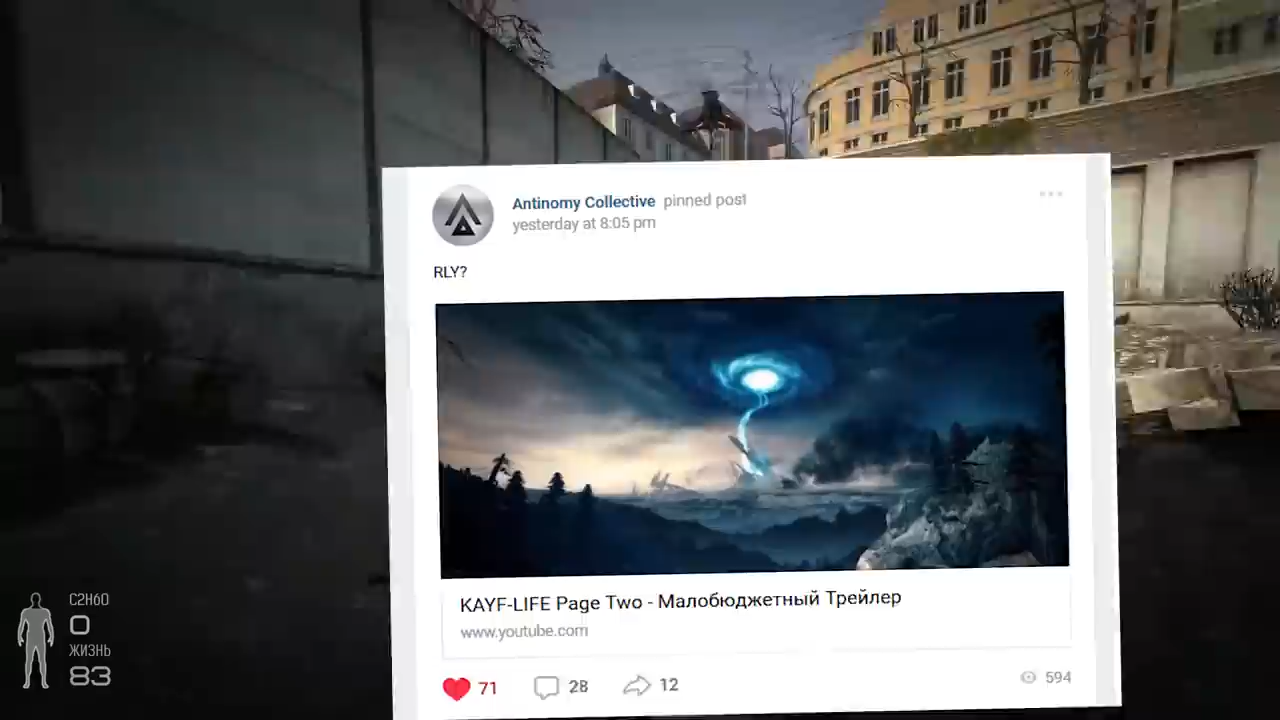 Antinomy Collective pinned post
yesterday at 8:05 pm
RLY?
KAYF-LIFE Page Two - Малобюджетный Трейлер
www.youtube.com
71 28 12 594
C2H6O
0
ЖИЗНЬ
83